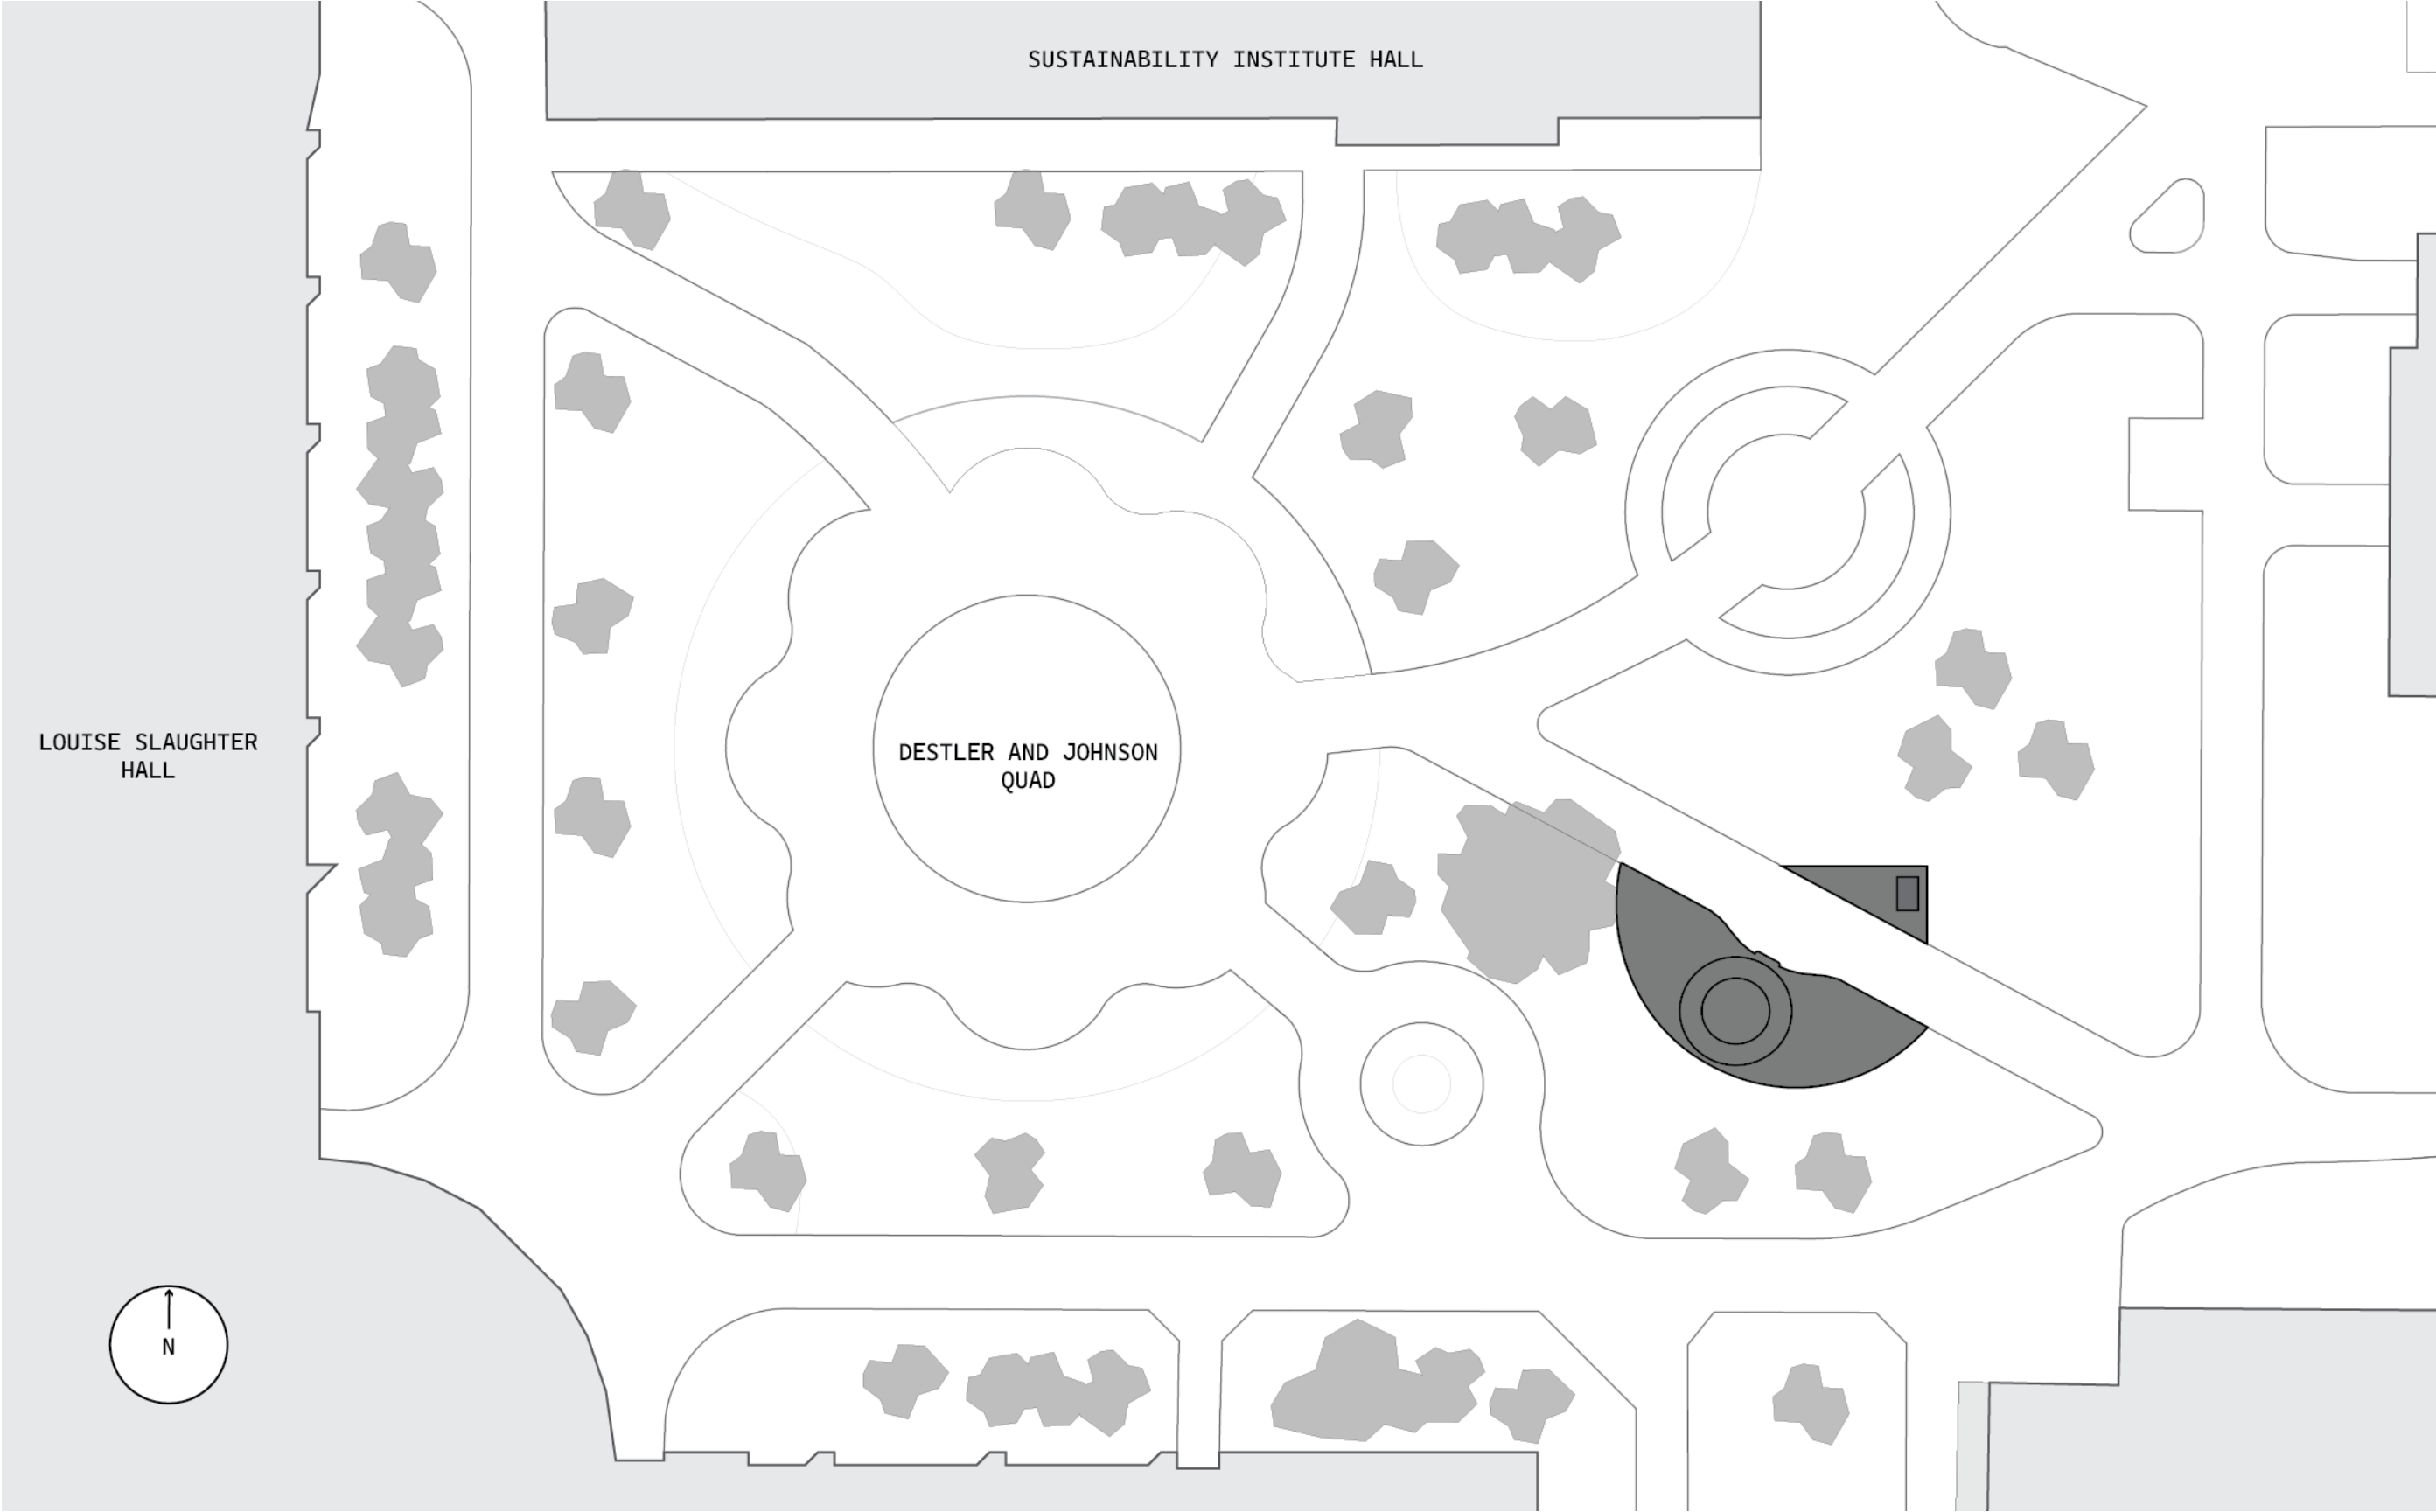 SUSTAINABILITY INSTITUTE HALL
LOUISE SLAUGHTER
HALL
DESTLER AND JOHNSON
QUAD
N